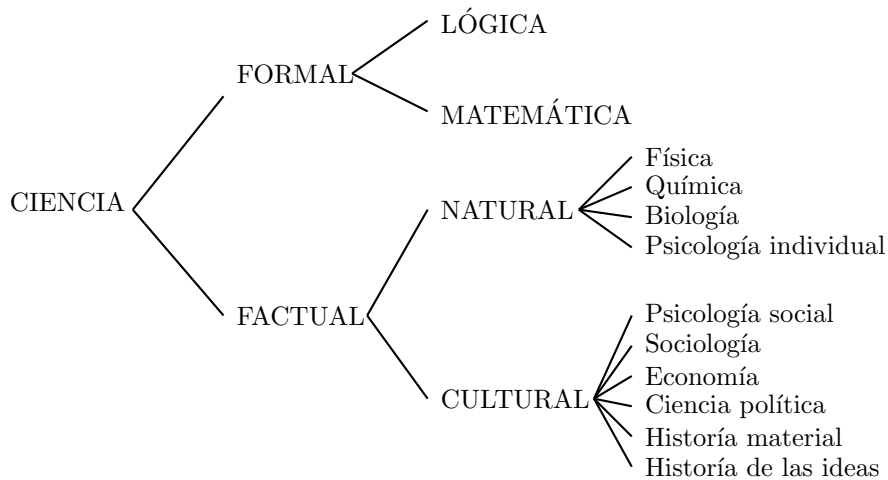 LÓGICA
FORMAL
MATEMÁTICA
CIENCIA
Física
Química
NATURAL
Biología
Psicología individual
FACTUAL
Psicología social
Sociología
Economía
CULTURAL
Ciencia política
Historía material
Historía de las ideas